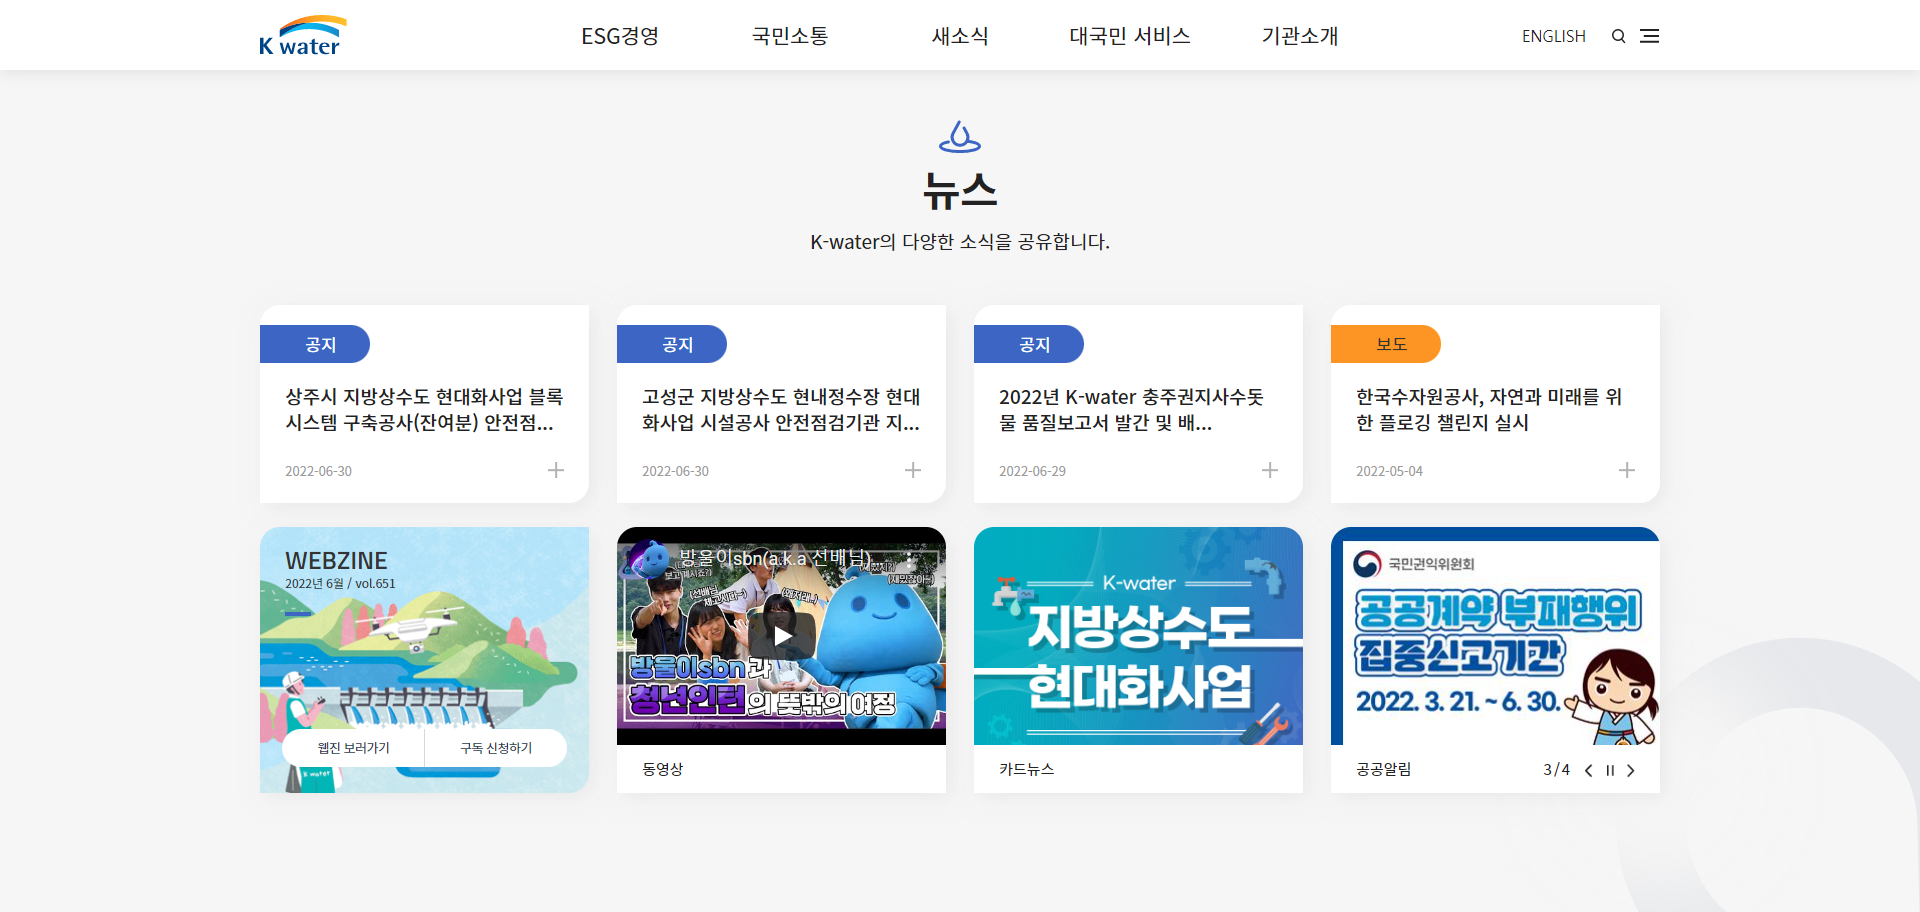 K water
ESG경영
국민소통
새소식
대국민 서비스
기관소개
ENGLISH
뉴스
K-water의 다양한 소식을 공유합니다.
공지
상주시 지방상수도 현대화사업 블록
시스템 구축공사(잔여분) 안전점...
2022-06-30
공지
고성군 지방상수도 현내정수장 현대
화사업 시설공사 안전점검기관 지...
2022-06-30
공지
2022년 K-water 충주권지사수돗
물 품질보고서 발간 및 배...
2022-06-29
보도
한국수자원공사, 자연과 미래를 위
한 플로깅 챌린지 실시
2022-05-04
WEBZINE
2022년 6월 / vol.651
K water
웹진 보러가기
구독 신청하기
방울이sbn(a.k.a 선배님)
방울이sbn과
청년인턴의 뜻밖의 여정
동영상
K-water
지방상수도
현대화사업
카드뉴스
국민권익위원회
공공계약 부패행위
집중신고기간
2022. 3. 21. ~ 6. 30.
공공알림
3 / 4